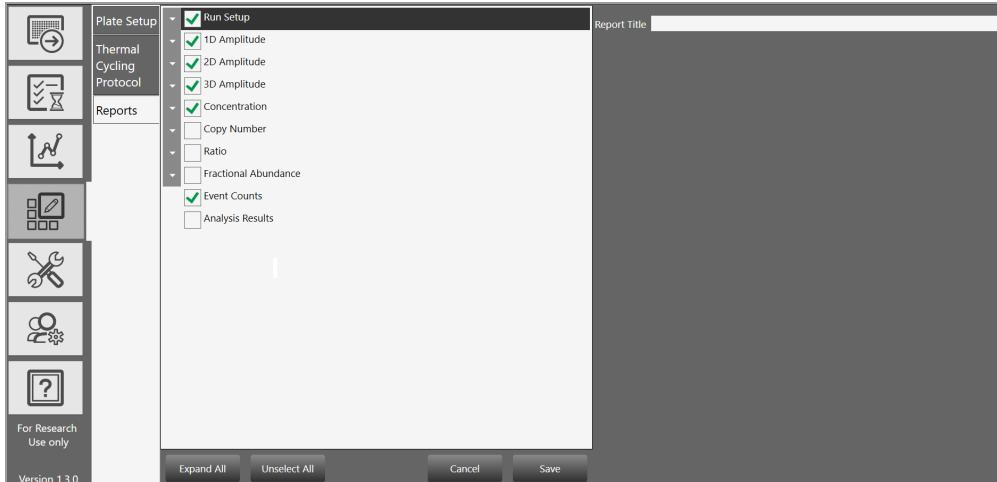 Plate Setup
Thermal
Cycling
Protocol
Reports
Run Setup
1D Amplitude
2D Amplitude
3D Amplitude
Concentration
Copy Number
Ratio
Fractional Abundance
Event Counts
Analysis Results
Report Title
?
For Research
Use only
Version 1.3.0
Expand All
Unselect All
Cancel
Save